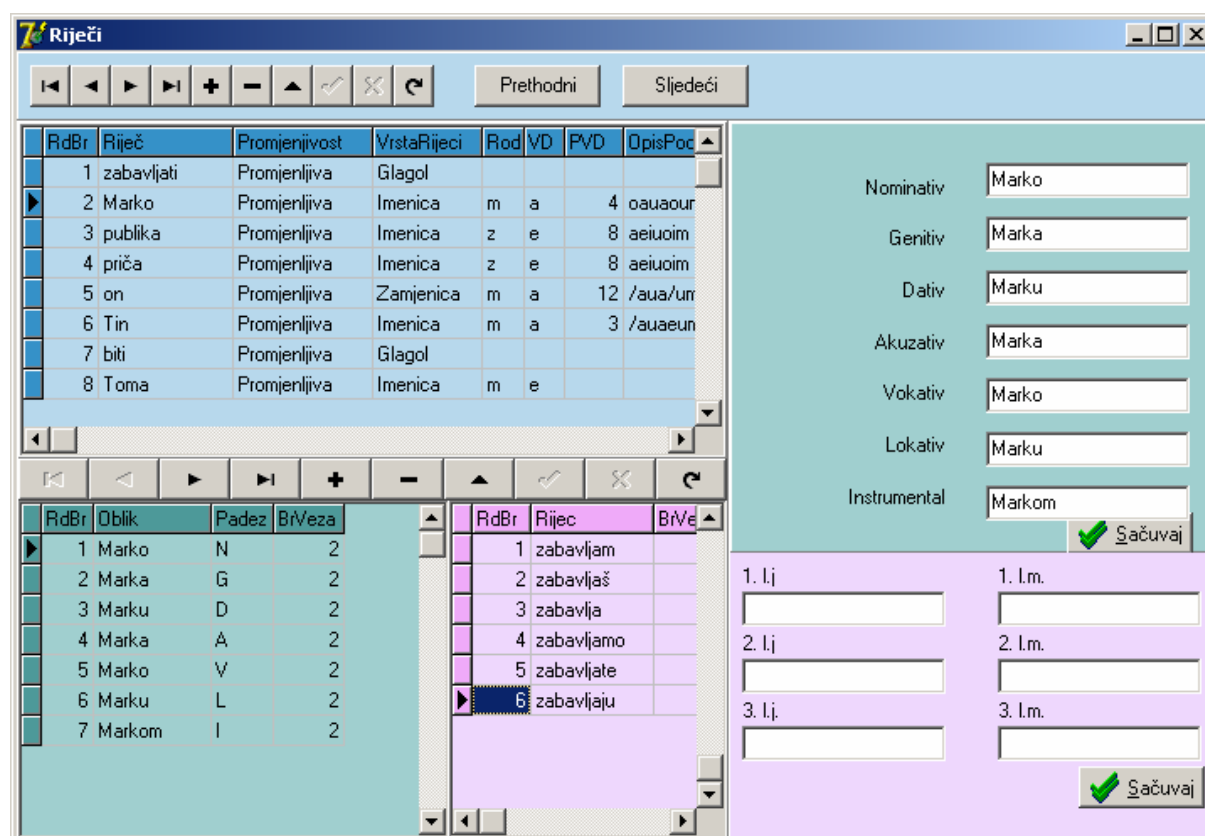 Riječi
Prethodni Sljedeći
RdBr Riječ Promjenjivost VrstaRijeci Rod VD PVD OpisPoc
1 zabavljati Promjenljiva Glagol
2 Marko Promjenljiva Imenica m a 4 oauaour
3 publika Promjenljiva Imenica z e 8 aeiuoim
4 priča Promjenljiva Imenica z e 8 aeiuoim
5 on Promjenljiva Zamjenica m a 12 /aua/um
6 Tin Promjenljiva Imenica m a 3 /auaeum
7 biti Promjenljiva Glagol
8 Toma Promjenljiva Imenica m e
Nominativ Marko
Genitiv Marka
Dativ Marku
Akuzativ Marka
Vokativ Marko
Lokativ Marku
Instrumental Markom
Sačuvaj
RdBr Oblik Padez BrVeza
1 Marko N 2
2 Marka G 2
3 Marku D 2
4 Marka A 2
5 Marko V 2
6 Marku L 2
7 Markom I 2
RdBr Rijec BrVe
1 zabavljam
2 zabavljaš
3 zabavlja
4 zabavljamo
5 zabavljate
6 zabavljaju
1. l.j 1. l.m.
2. l.j 2. l.m.
3. l.j. 3. l.m.
Sačuvaj